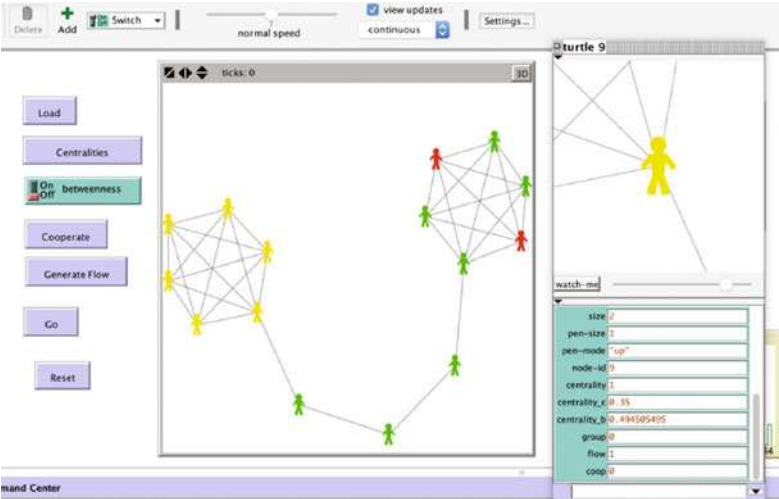 Delete
Add
On Off Switch
normal speed
view updates
continuous
Settings...
turtle 9
ticks: 0
3D
Load
Centralities
On
Off
betweenness
Cooperate
Generate Flow
Go
Reset
watch-me
size 2
pen-size 1
pen-mode "up"
node-id 9
centrality 1
centrality_c 0.35
centrality_b 0.494505495
group 0
flow 1
coop 0
mand Center